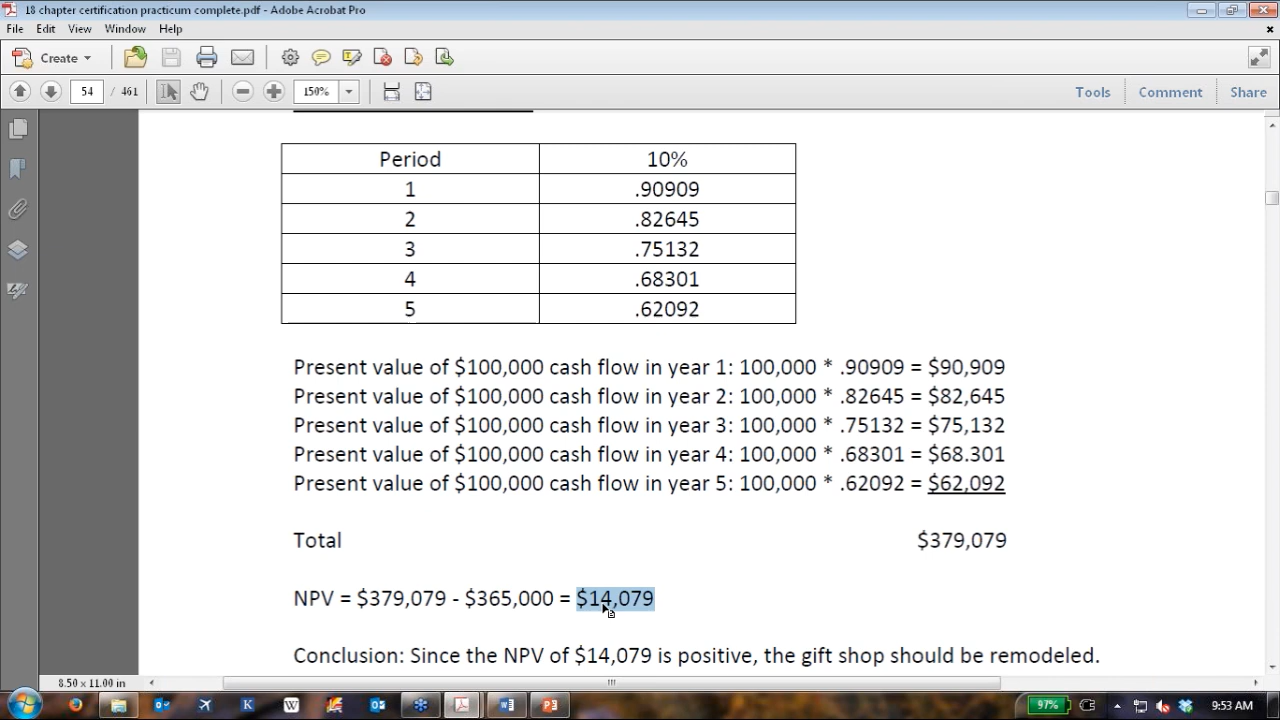 18 chapter certification practicum complete.pdf - Adobe Acrobat Pro
File Edit View Window Help
Create
54 / 461 150% Tools Comment Share
Period 10%
1 .90909
2 .82645
3 .75132
4 .68301
5 .62092
Present value of $100,000 cash flow in year 1: 100,000 * .90909 = $90,909
Present value of $100,000 cash flow in year 2: 100,000 * .82645 = $82,645
Present value of $100,000 cash flow in year 3: 100,000 * .75132 = $75,132
Present value of $100,000 cash flow in year 4: 100,000 * .68301 = $68.301
Present value of $100,000 cash flow in year 5: 100,000 * .62092 = $62,092
Total $379,079
NPV = $379,079 - $365,000 = $14,079
Conclusion: Since the NPV of $14,079 is positive, the gift shop should be remodeled.
8.50 x 11.00 in
97% 9:53 AM